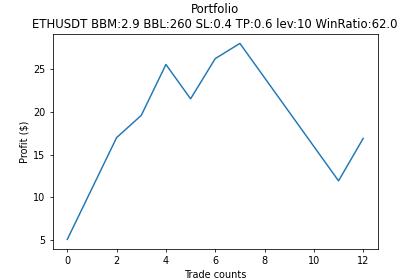 Portfolio
ETHUSDT BBM:2.9 BBL:260 SL:0.4 TP:0.6 lev:10 WinRatio:62.0
25
20
15
10
5
Profit ($)
0 2 4 6 8 10 12
Trade counts